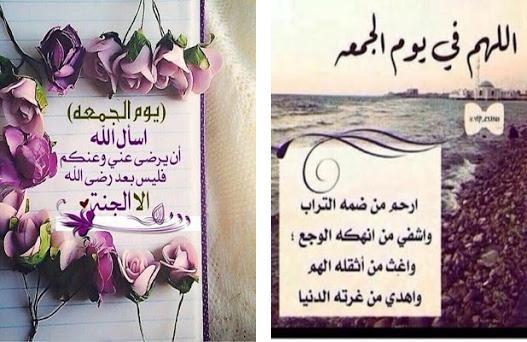 (يوم الجمعه)
اسأل الله
أن يرضى عني وعنكم
فليس بعد رضى الله
الا الجنة
اللهم في يوم الجمعه
ارحم من ضمه التراب
واشفي من انهكه الوجع ؛
واغث من أثقله الهم
واهدي من غرته الدنيا